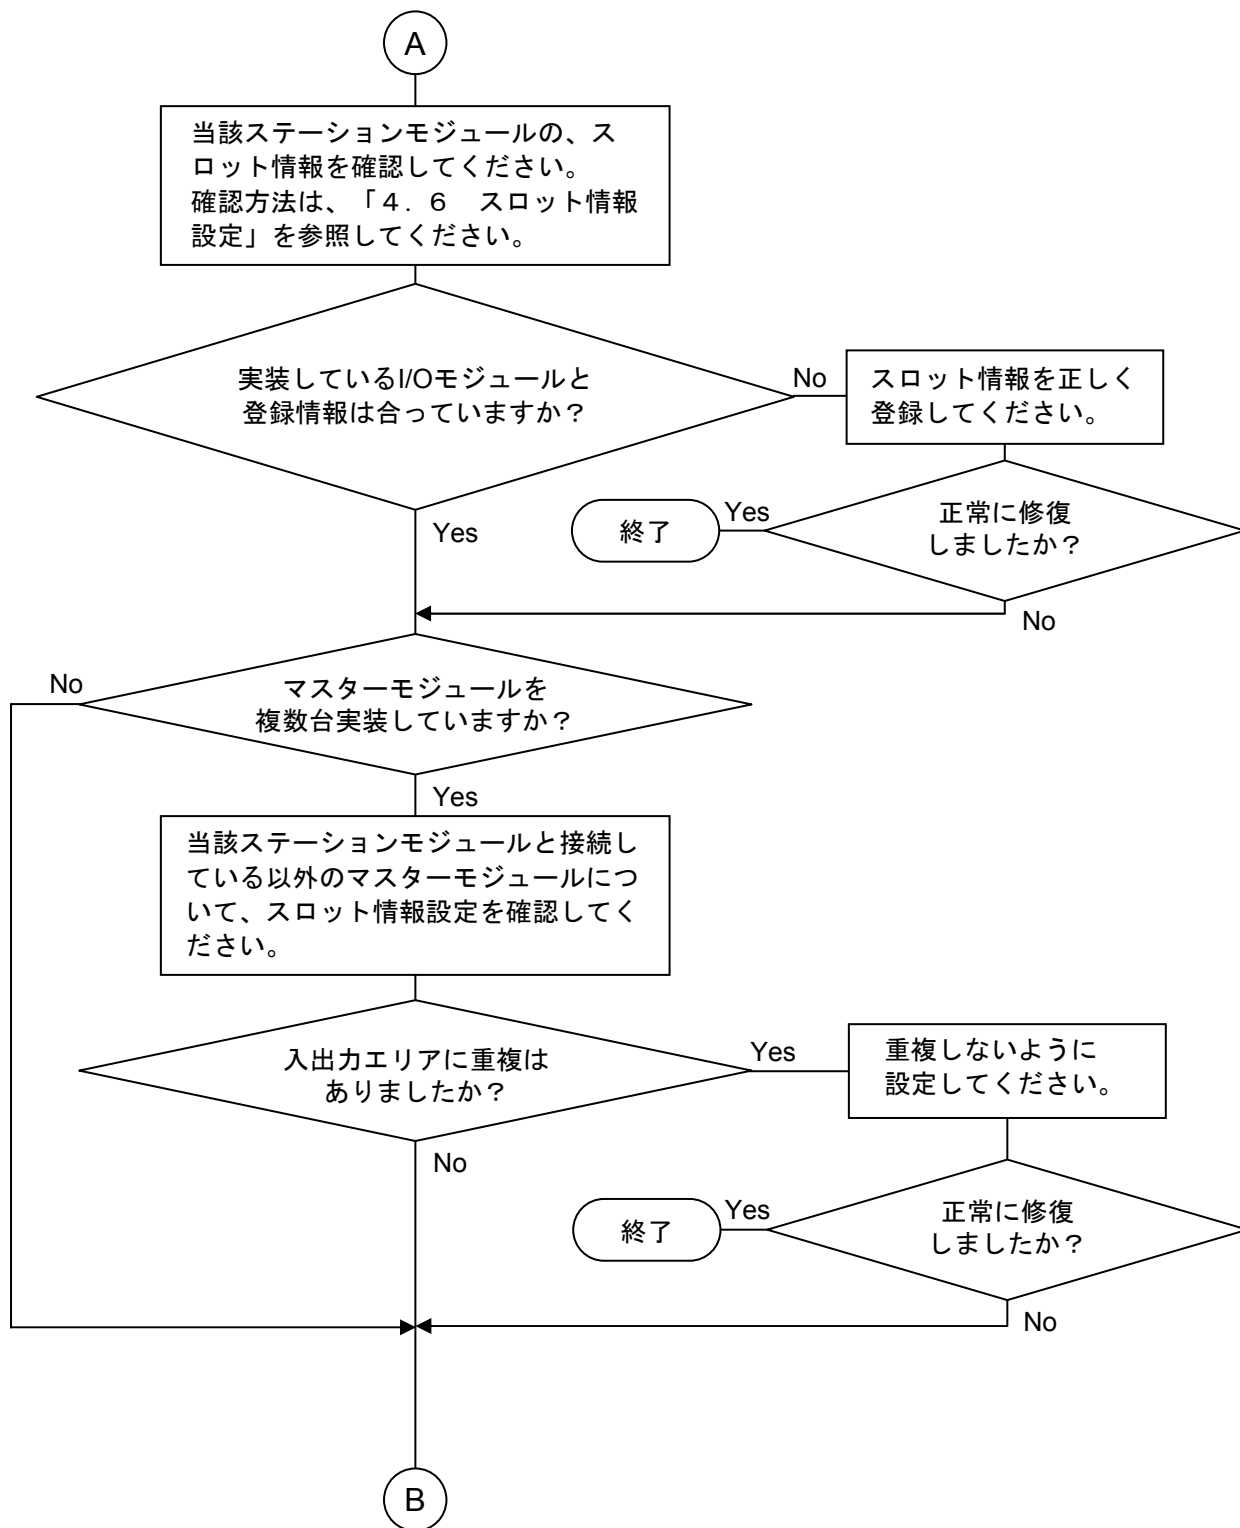 A
当該ステーションモジュールの、ス
ロット情報を確認してください。
確認方法は、「４．６　スロット情報
設定」を参照してください。
実装しているI/Oモジュールと
登録情報は合っていますか？
No
スロット情報を正しく
登録してください。
Yes
終了
Yes
正常に修復
しましたか？
No
No
マスターモジュールを
複数台実装していますか？
Yes
当該ステーションモジュールと接続し
ている以外のマスターモジュールにつ
いて、スロット情報設定を確認してく
ださい。
入出力エリアに重複は
ありましたか？
Yes
重複しないように
設定してください。
No
終了
Yes
正常に修復
しましたか？
No
B